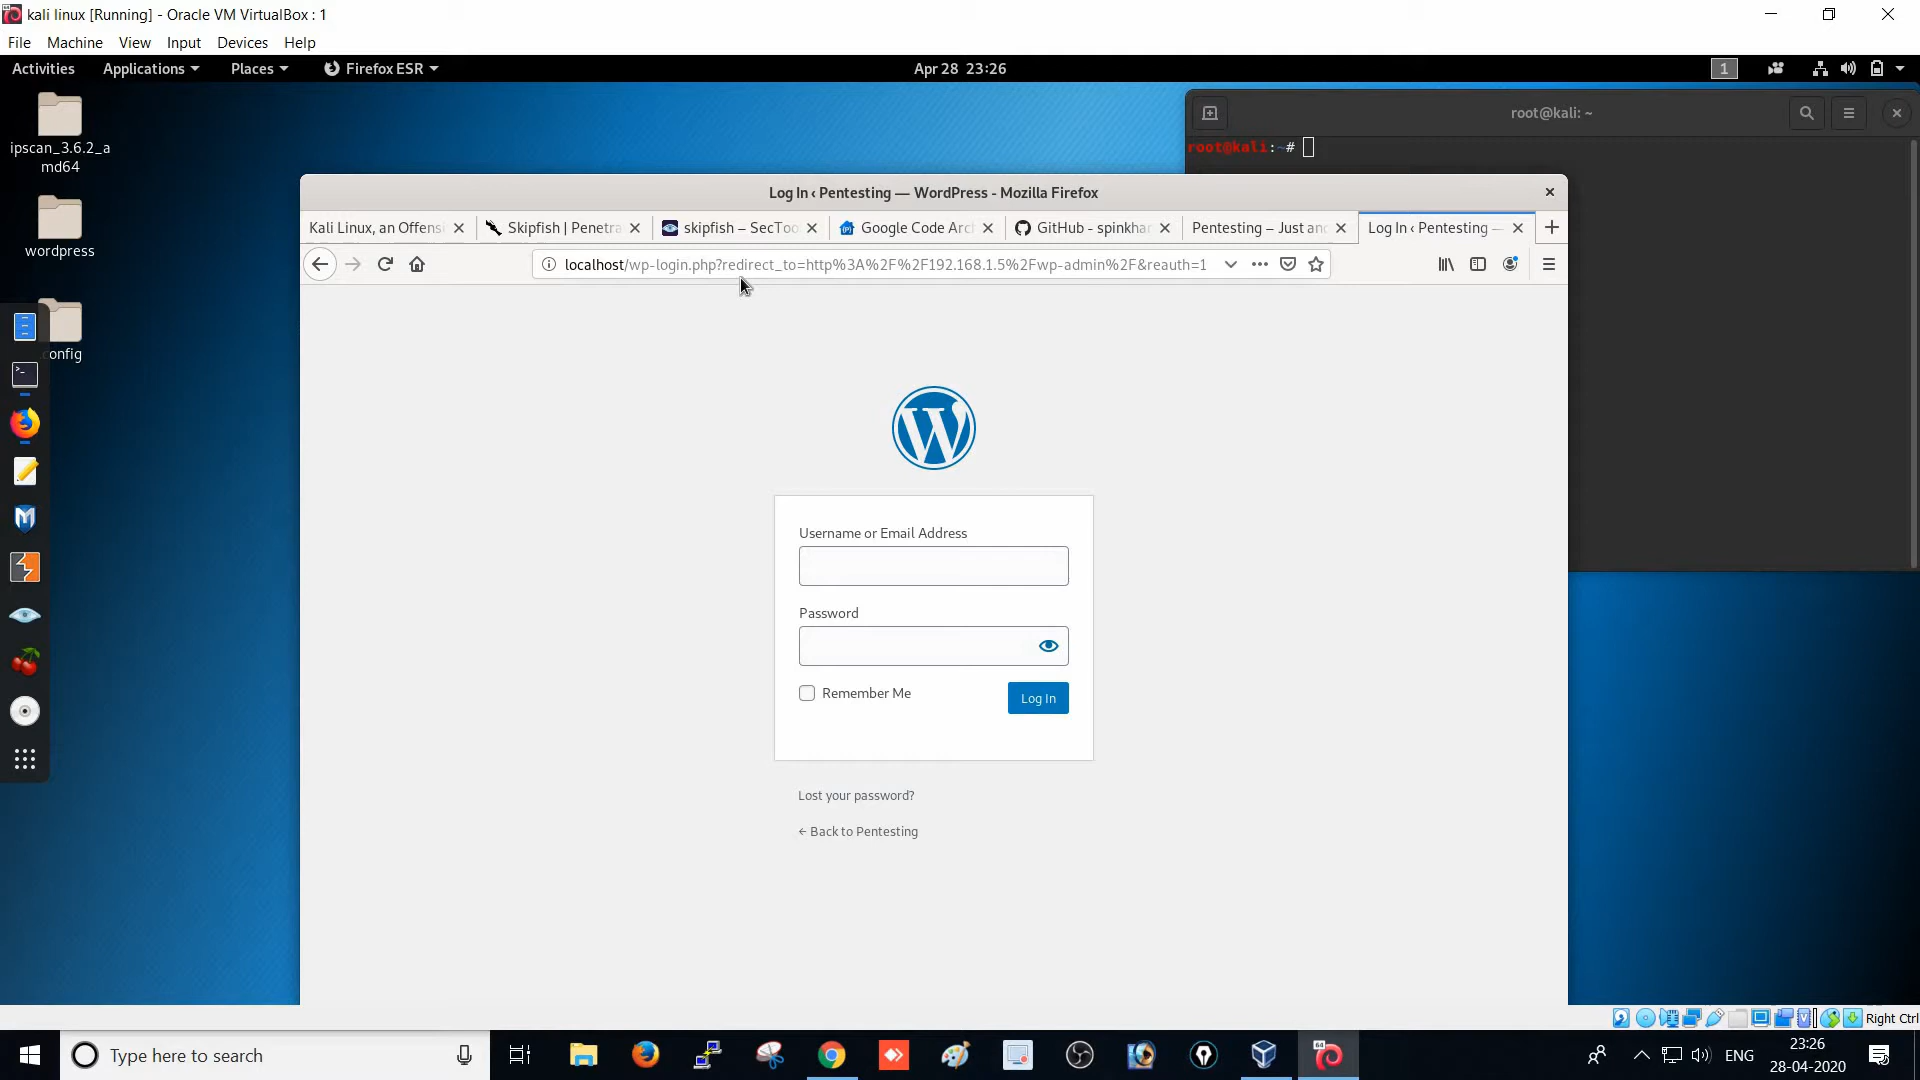 kali linux [Running] - Oracle VM VirtualBox : 1
File Machine View Input Devices Help
Activities Applications Places Firefox ESR Apr 28 23:26 1
ipscan_3.6.2_a
md64
wordpress
config
root@kali: ~
root@kali:~#
Log In ‹ Pentesting — WordPress - Mozilla Firefox
Kali Linux, an Offensi
Skipfish | Penetra
skipfish – SecToo
Google Code Arc
GitHub - spinkha
Pentesting – Just an
Log In ‹ Pentesting —
localhost/wp-login.php?redirect_to=http%3A%2F%2F192.168.1.5%2Fwp-admin%2F&reauth=1
Username or Email Address
Password
Remember Me
Log In
Lost your password?
← Back to Pentesting
Right Ctrl
Type here to search
ENG
23:26
28-04-2020